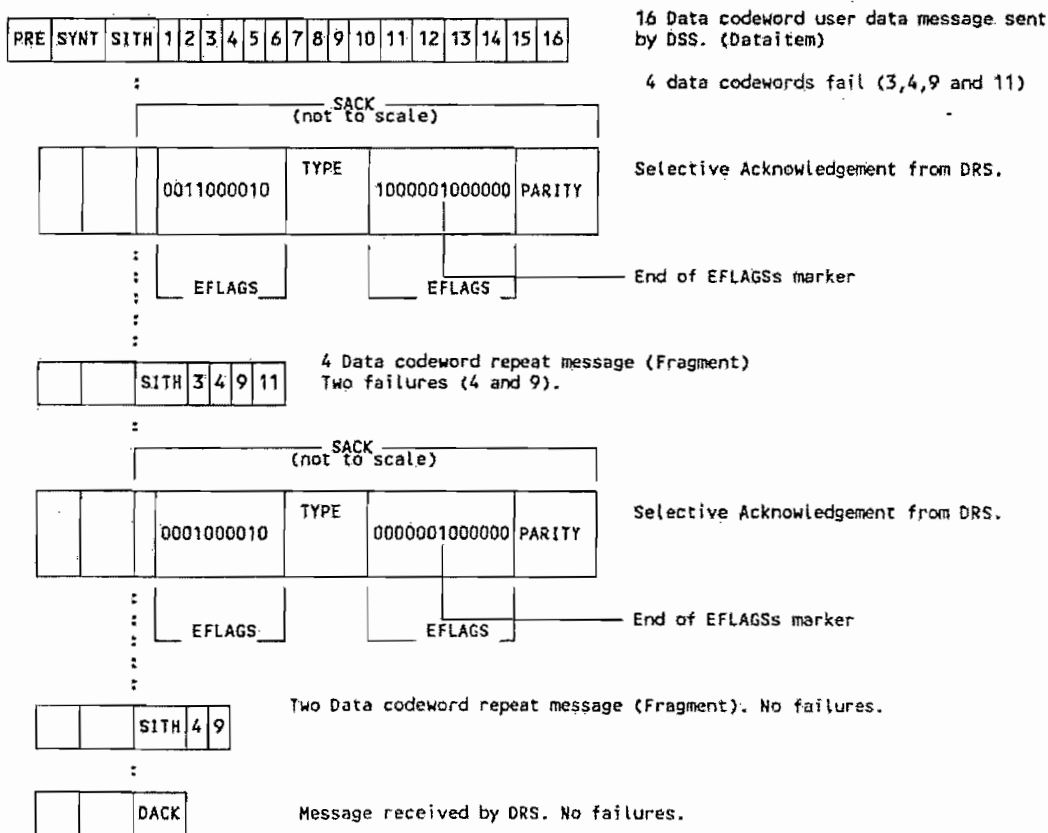 PRE SYNT SITH 1 2 3 4 5 6 7 8 9 10 11 12 13 14 15 16
16 Data codeword user data message sent
by DSS. (Dataitem)
4 data codewords fail (3,4,9 and 11)
SACK
(not to scale)
0011000010 TYPE 1000001000000 PARITY
Selective Acknowledgement from DRS.
EFLAGS EFLAGS
End of EFLAGSs marker
4 Data codeword repeat message (Fragment)
Two failures (4 and 9).
SITH 3 4 9 11
SACK
(not to scale)
0001000010 TYPE 0000001000000 PARITY
Selective Acknowledgement from DRS.
EFLAGS EFLAGS
End of EFLAGSs marker
Two Data codeword repeat message (Fragment). No failures.
SITH 4 9
DACK
Message received by DRS. No failures.